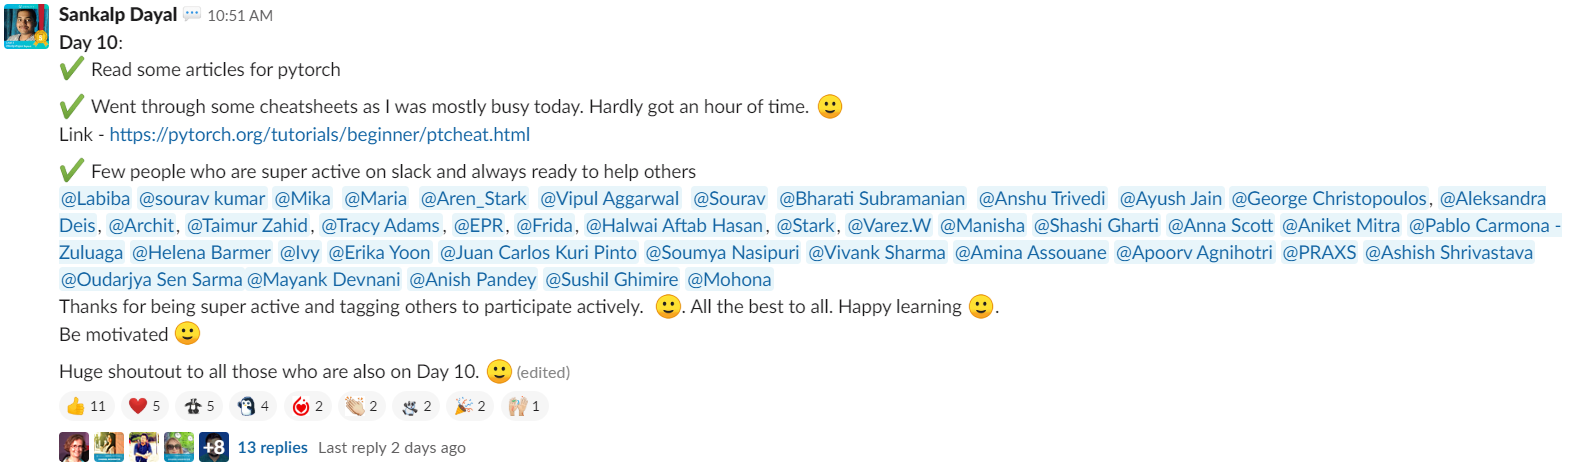 Sankalp Dayal 10:51 AM
Day 10:
Read some articles for pytorch
Went through some cheatsheets as I was mostly busy today. Hardly got an hour of time.
Link - https://pytorch.org/tutorials/beginner/ptcheat.html
Few people who are super active on slack and always ready to help others
@Labiba @sourav kumar @Mika @Maria @Aren_Stark @Vipul Aggarwal @Sourav @Bharati Subramanian @Anshu Trivedi @Ayush Jain @George Christopoulos, @Aleksandra
Deis, @Archit, @Taimur Zahid, @Tracy Adams, @EPR, @Frida, @Halwai Aftab Hasan, @Stark, @Varez.W @Manisha @Shashi Gharti @Anna Scott @Aniket Mitra @Pablo Carmona -
Zuluaga @Helena Barmer @Ivy @Erika Yoon @Juan Carlos Kuri Pinto @Soumya Nasipuri @Vivank Sharma @Amina Assouane @Apoorv Agnihotri @PRAXS @Ashish Shrivastava
@Oudarjya Sen Sarma @Mayank Devnani @Anish Pandey @Sushil Ghimire @Mohona
Thanks for being super active and tagging others to participate actively. . All the best to all. Happy learning .
Be motivated
Huge shoutout to all those who are also on Day 10. (edited)
11 5 5 4 2 2 2 2 1
+8 13 replies Last reply 2 days ago